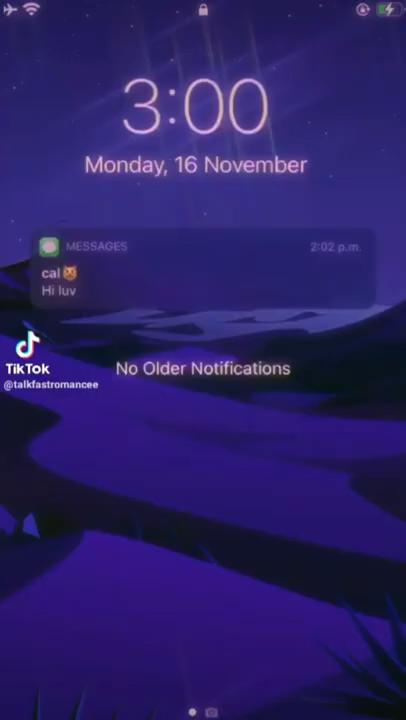 3:00
Monday, 16 November
MESSAGES 2:02 p.m.
cal😼
Hi luv
No Older Notifications
TikTok
@talkfastromancee